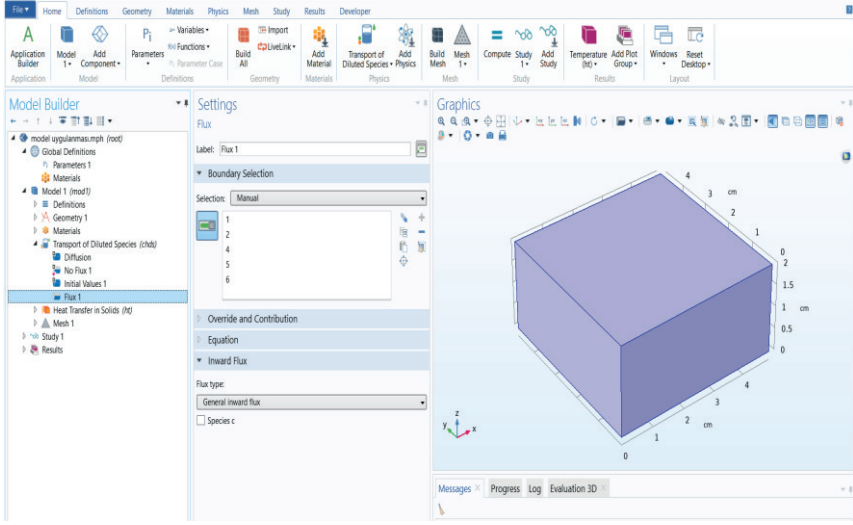 File ▾ Home Definitions Geometry Materials Physics Mesh Study Results Developer
A Pi Variables ▾ Import
f(x) Functions ▾ LiveLink ▾
Application Builder Model 1 ▾ Add Component ▾ Parameters Parameter Case Build All Add Material Transport of Diluted Species ▾ Add Physics Build Mesh Mesh 1 ▾ Compute Study 1 ▾ Add Study Temperature (ht) ▾ Add Plot Group ▾ Windows ▾ Reset Desktop ▾
Application Model Definitions Geometry Materials Physics Mesh Study Results Layout
Model Builder
model uygulanması.mph (root)
Global Definitions
Pi Parameters 1
Materials
Model 1 (mod1)
Definitions
Geometry 1
Materials
Transport of Diluted Species (chds)
Diffusion
No Flux 1
Initial Values 1
Flux 1
Heat Transfer in Solids (ht)
Mesh 1
Study 1
Results
Settings
Flux
Label: Flux 1
Boundary Selection
Selection: Manual
1
2
4
5
6
Override and Contribution
Equation
Inward Flux
Flux type:
General inward flux
Species c
Graphics
4
3 cm
2
1
0
2
1.5
1 cm
0.5
0
4
3
2 cm
1
0
z
y
x
Messages Progress Log Evaluation 3D